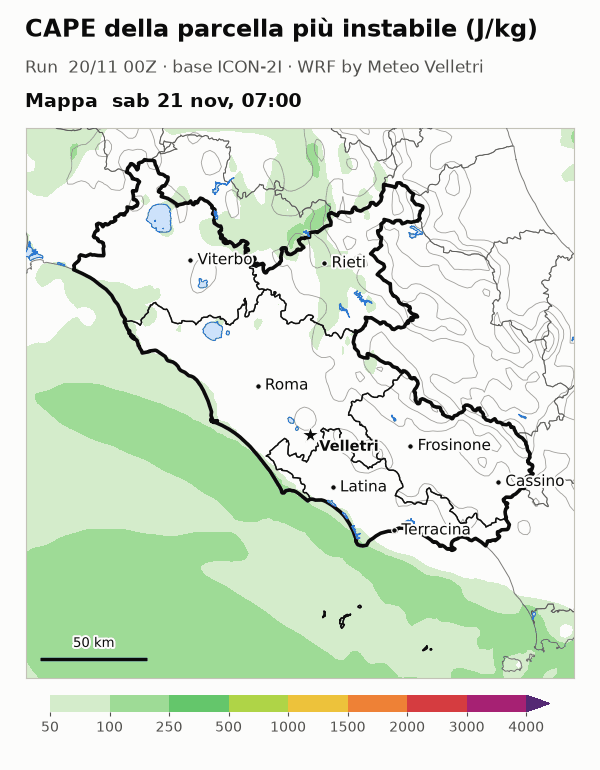 CAPE della parcella più instabile (J/kg)
Run  20/11 00Z · base ICON-2I · WRF by Meteo Velletri
Mappa  sab 21 nov, 07:00
Viterbo
Rieti
Roma
Velletri
Frosinone
Cassino
Latina
Terracina
50 km
50 100 250 500 1000 1500 2000 3000 4000